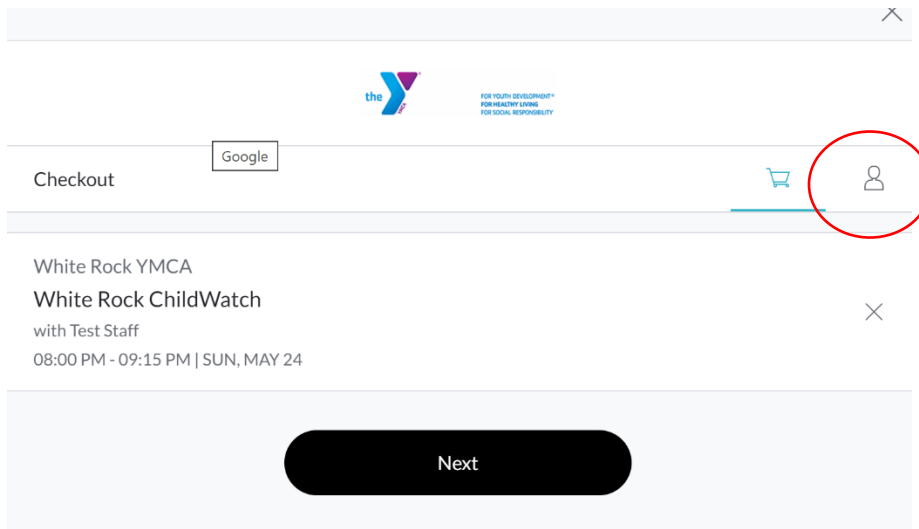 the
YMCA
FOR YOUTH DEVELOPMENT®
FOR HEALTHY LIVING
FOR SOCIAL RESPONSIBILITY
Google
Checkout
White Rock YMCA
White Rock ChildWatch
with Test Staff
08:00 PM - 09:15 PM | SUN, MAY 24
Next